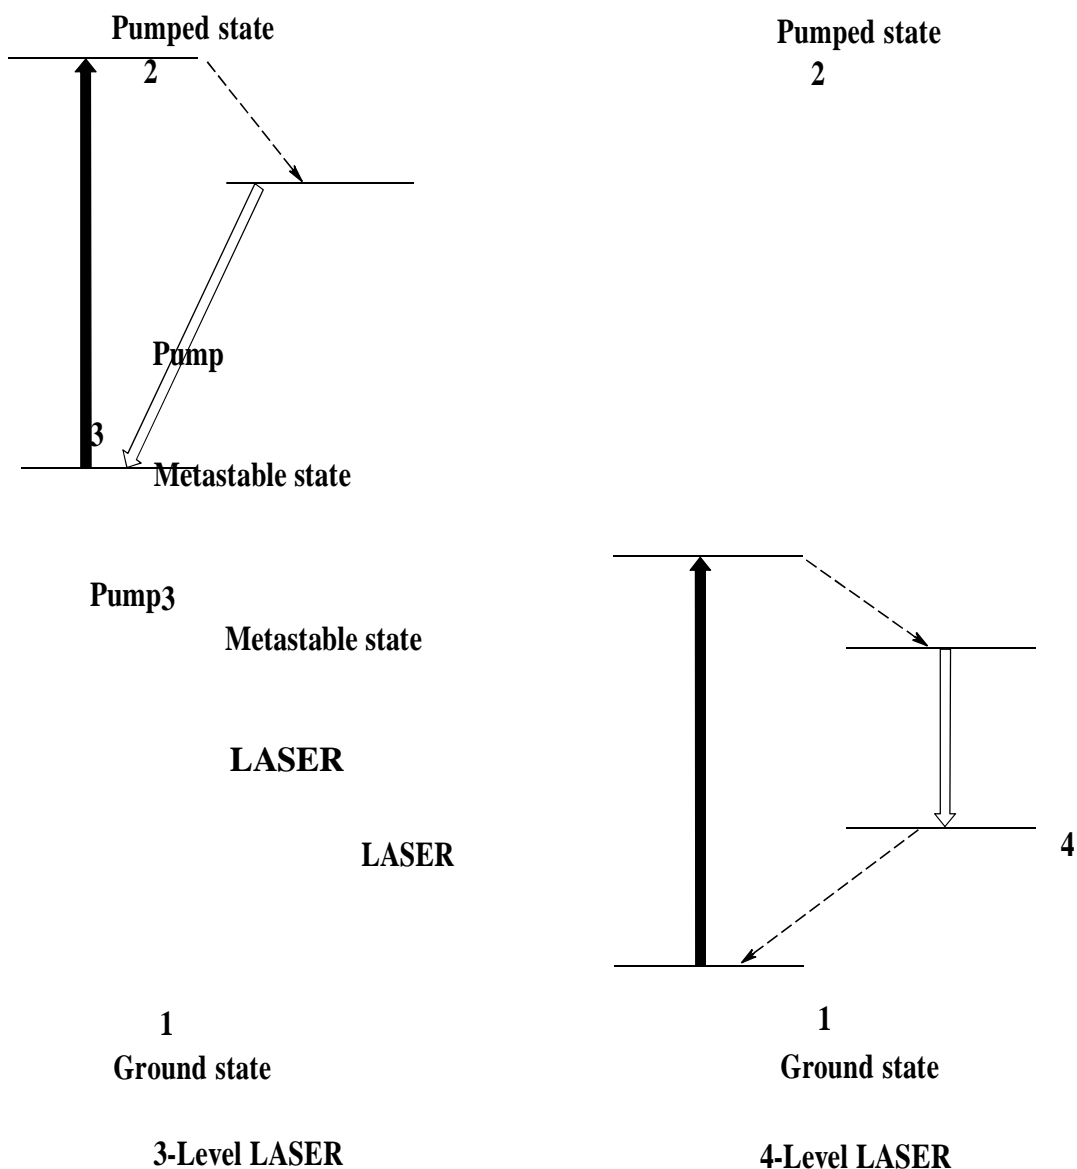 Pumped state
2
Pumped state
2
Pump
3
Metastable state
Pump3
Metastable state
LASER
LASER
4
1
Ground state
1
Ground state
3-Level LASER
4-Level LASER